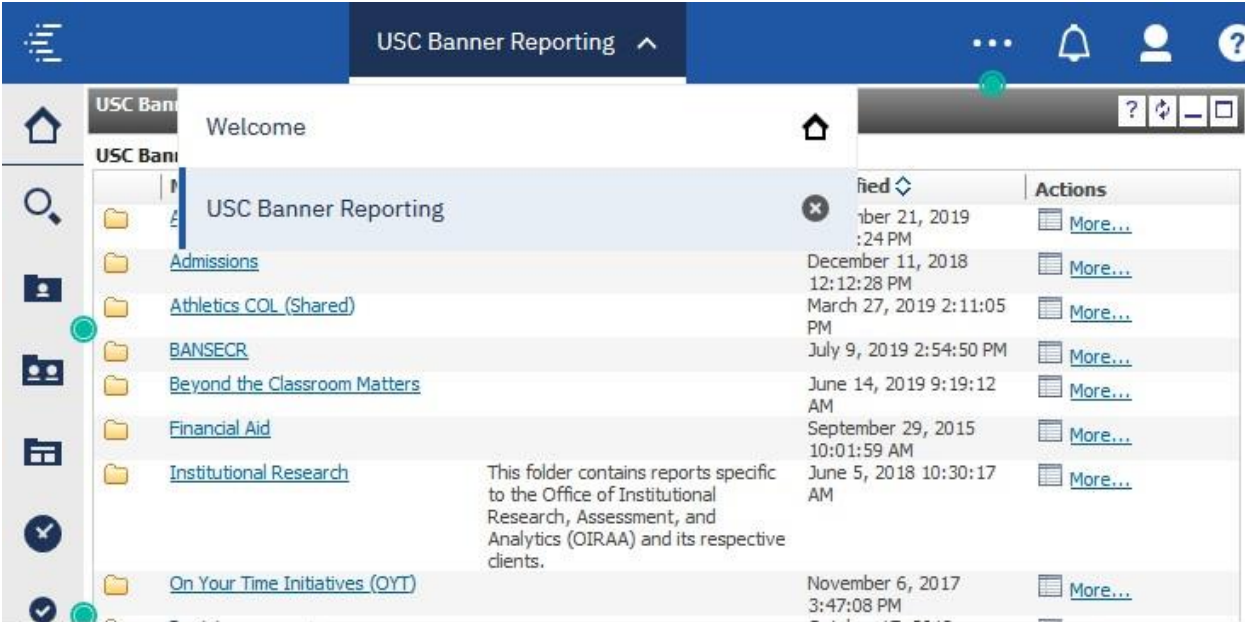 USC Banner Reporting
?
USC Ban
?
Welcome
USC Ban
USC Banner Reporting
Actions
21, 2019
More...
:24 PM
Admissions
December 11, 2018
More...
12:12:28 PM
Athletics COL (Shared)
March 27, 2019 2:11:05
More...
PM
BANSECR
July 9, 2019 2:54:50 PM
More...
Beyond the Classroom Matters
June 14, 2019 9:19:12
More...
AM
Financial Aid
September 29, 2015
More...
10:01:59 AM
Institutional Research
This folder contains reports specific
June 5, 2018 10:30:17
More...
to the Office of Institutional
AM
Research, Assessment, and
Analytics (OIRAA) and its respective
clients.
On Your Time Initiatives (OYT)
November 6, 2017
More...
3:47:08 PM